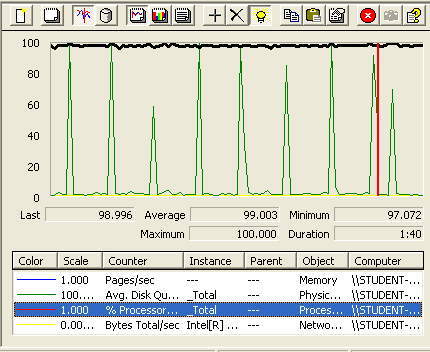 100
80
60
40
20
0
Last 98.996 Average 99.003 Minimum 97.072
Maximum 100.000 Duration 1:40
Color Scale Counter Instance Parent Object Computer
1.000 Pages/sec --- --- Memory \\STUDENT-...
100.... Avg. Disk Qu... _Total --- Physic... \\STUDENT-...
1.000 % Processor... _Total --- Proces... \\STUDENT-...
0.00... Bytes Total/sec Intel[R] ... --- Netwo... \\STUDENT-...